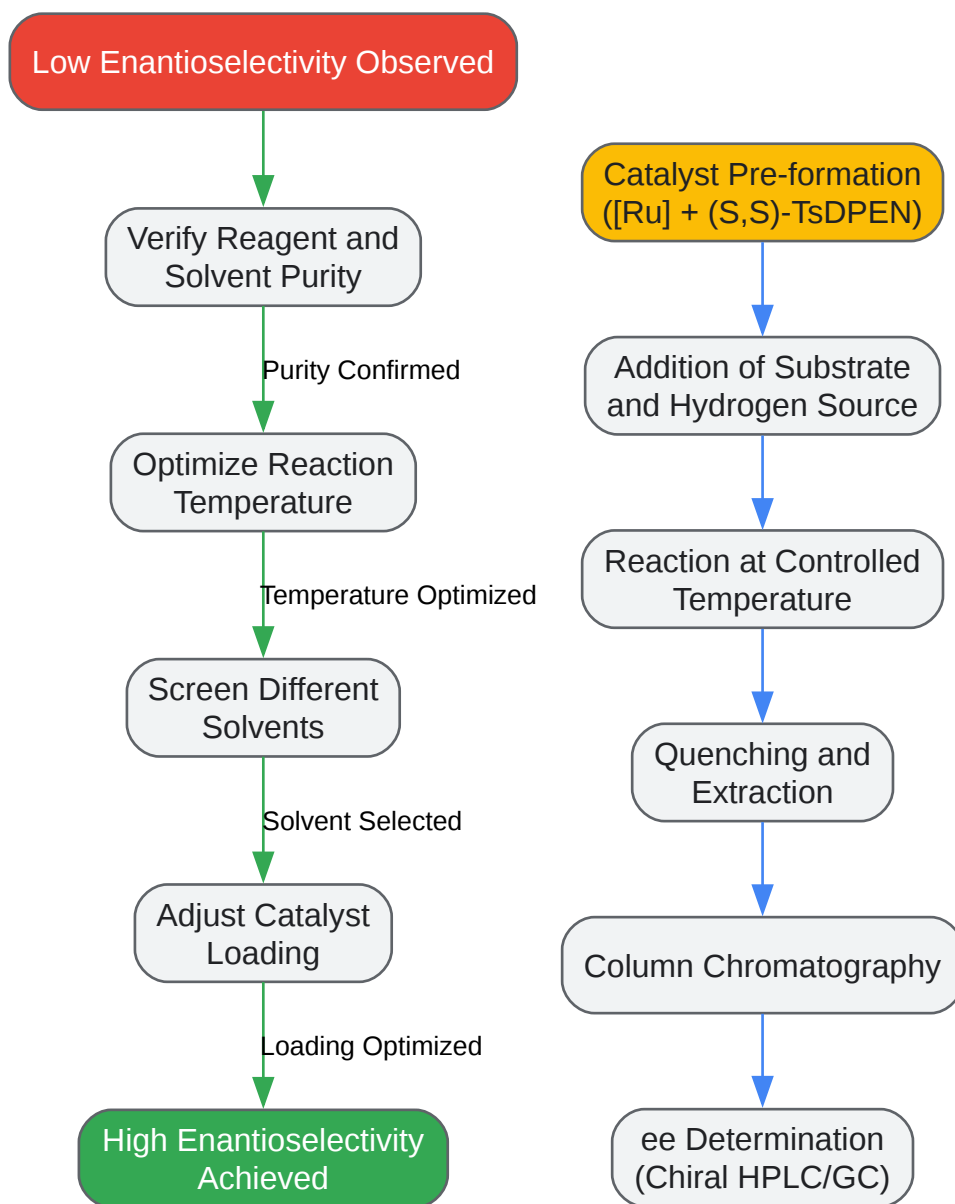 Low Enantioselectivity Observed
Verify Reagent and
Solvent Purity
Purity Confirmed
Optimize Reaction
Temperature
Temperature Optimized
Screen Different
Solvents
Solvent Selected
Adjust Catalyst
Loading
Loading Optimized
High Enantioselectivity
Achieved
Catalyst Pre-formation
([Ru] + (S,S)-TsDPEN)
Addition of Substrate
and Hydrogen Source
Reaction at Controlled
Temperature
Quenching and
Extraction
Column Chromatography
ee Determination
(Chiral HPLC/GC)